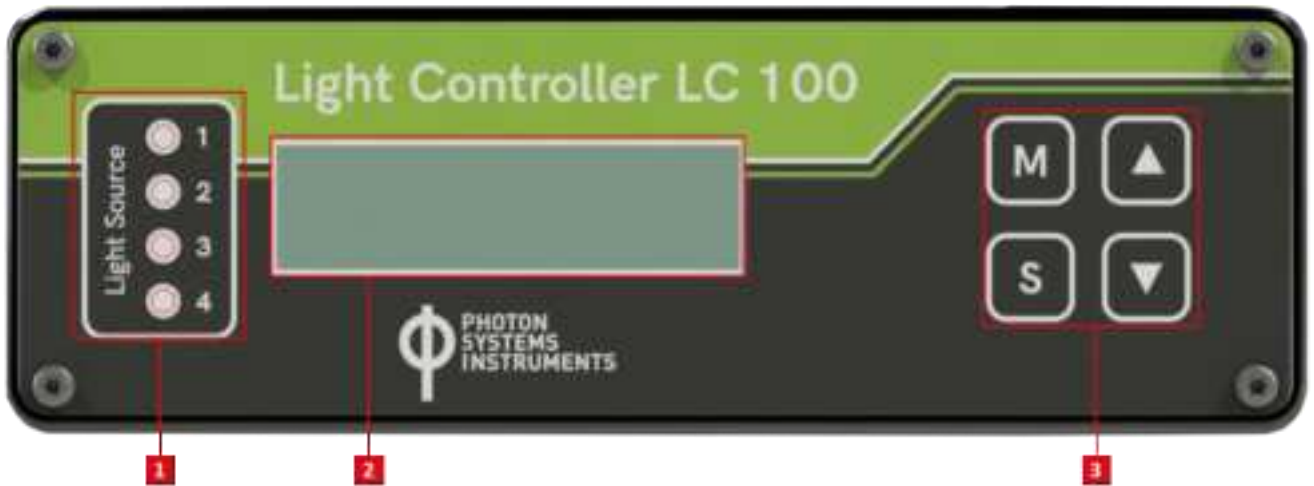 Light Controller LC 100
Light Source
1
2
3
4
M
S
PHOTON
SYSTEMS
INSTRUMENTS
1
2
3